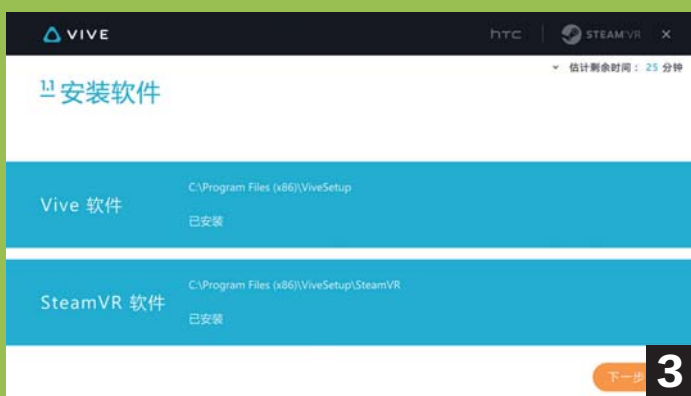 VIVE
hTC
STEAMVR ×
估计剩余时间： 25 分钟
1.1 安装软件
Vive 软件
C:\Program Files (x86)\ViveSetup
已安装
SteamVR 软件
C:\Program Files (x86)\ViveSetup\SteamVR
已安装
下一步
3